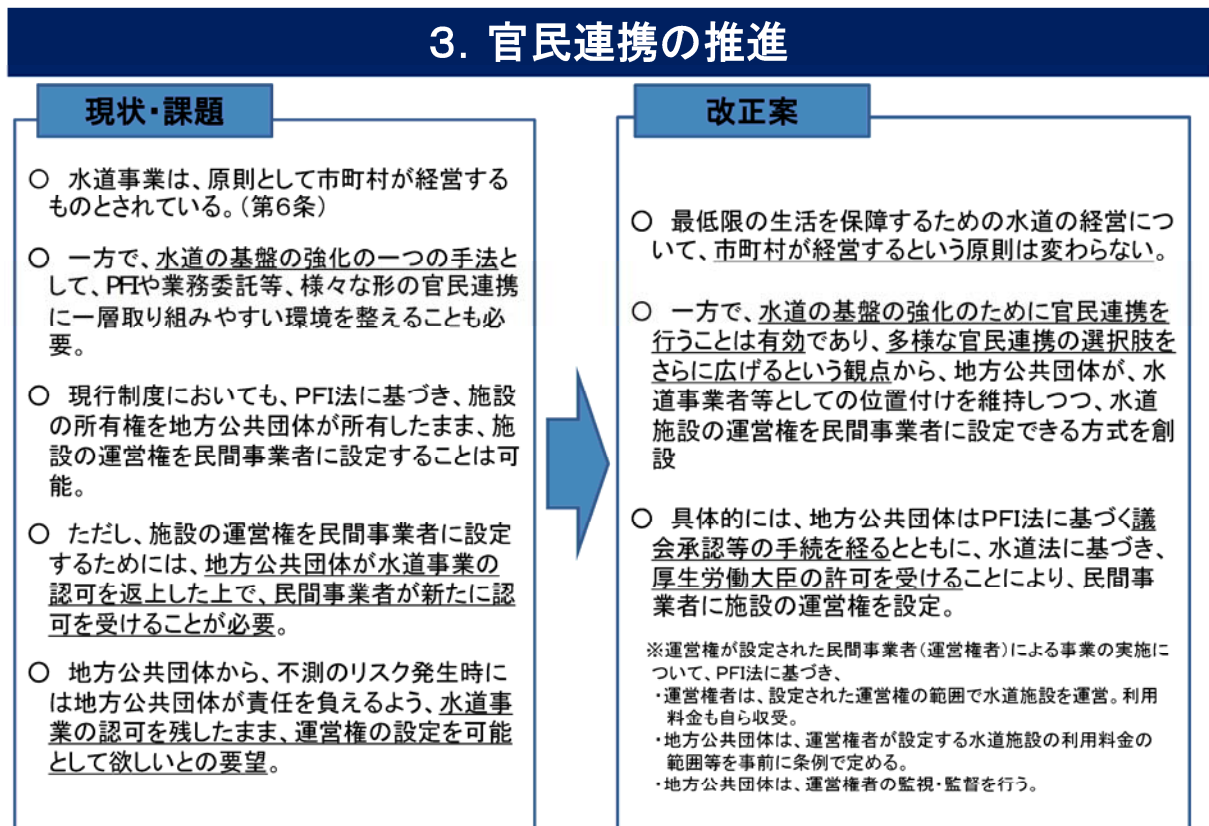 ３．官民連携の推進
現状・課題
○ 水道事業は、原則として市町村が経営する
ものとされている。（第６条）
○ 一方で、水道の基盤の強化の一つの手法と
して、PFIや業務委託等、様々な形の官民連携
に一層取り組みやすい環境を整えることも必
要。
○ 現行制度においても、PFI法に基づき、施設
の所有権を地方公共団体が所有したまま、施
設の運営権を民間事業者に設定することは可
能。
○ ただし、施設の運営権を民間事業者に設定
するためには、地方公共団体が水道事業の
認可を返上した上で、民間事業者が新たに認
可を受けることが必要。
○ 地方公共団体から、不測のリスク発生時に
は地方公共団体が責任を負えるよう、水道事
業の認可を残したまま、運営権の設定を可能
として欲しいとの要望。
改正案
○ 最低限の生活を保障するための水道の経営につ
いて、市町村が経営するという原則は変わらない。
○ 一方で、水道の基盤の強化のために官民連携を
行うことは有効であり、多様な官民連携の選択肢を
さらに広げるという観点から、地方公共団体が、水
道事業者等としての位置付けを維持しつつ、水道
施設の運営権を民間事業者に設定できる方式を創
設
○ 具体的には、地方公共団体はPFI法に基づく議
会承認等の手続を経るとともに、水道法に基づき、
厚生労働大臣の許可を受けることにより、民間事
業者に施設の運営権を設定。
※運営権が設定された民間事業者（運営権者）による事業の実施に
ついて、PFI法に基づき、
・運営権者は、設定された運営権の範囲で水道施設を運営。利用
料金も自ら収受。
・地方公共団体は、運営権者が設定する水道施設の利用料金の
範囲等を事前に条例で定める。
・地方公共団体は、運営権者の監視・監督を行う。